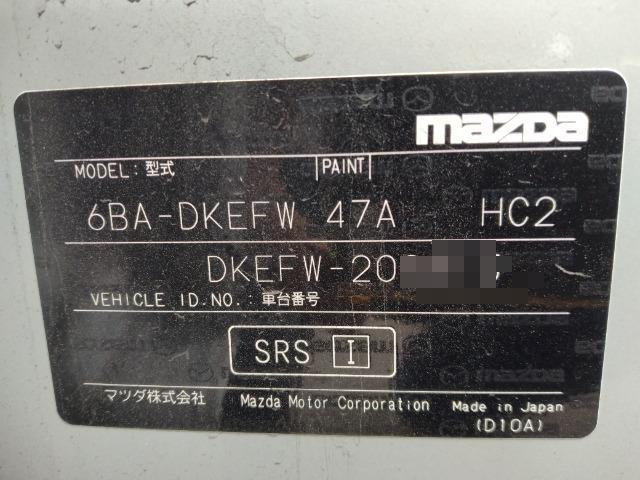 mazda
MODEL: 型式 PAINT
6BA-DKEFW 47A HC2
DKEFW-20
VEHICLE ID.NO.: 車台番号
SRS I
マツダ株式会社 Mazda Motor Corporation Made in Japan
(D10A)